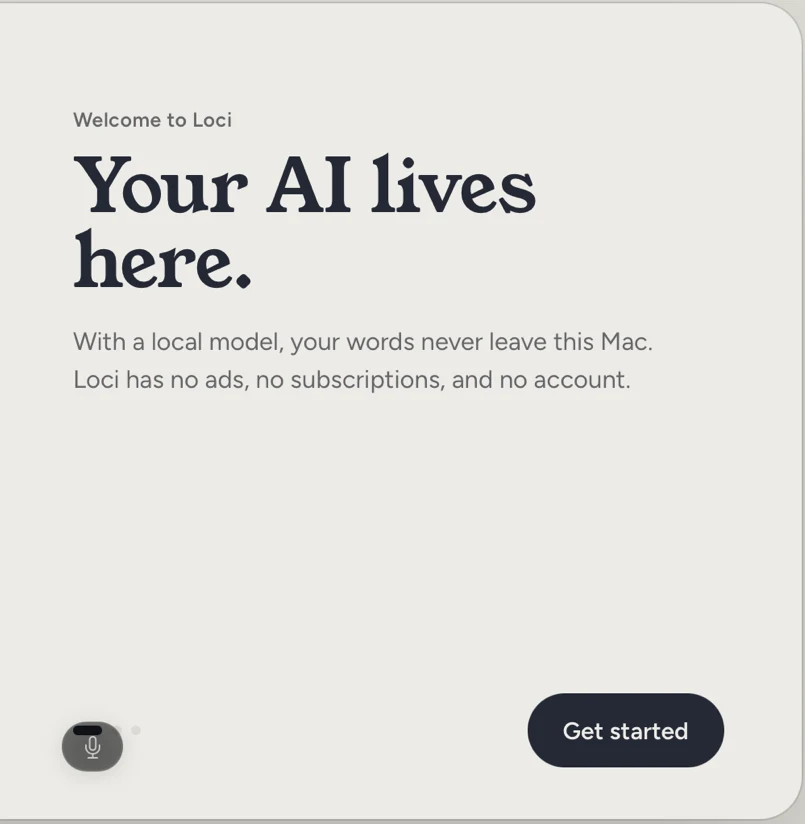 Welcome to Loci
Your AI lives
here.
With a local model, your words never leave this Mac.
Loci has no ads, no subscriptions, and no account.
Get started